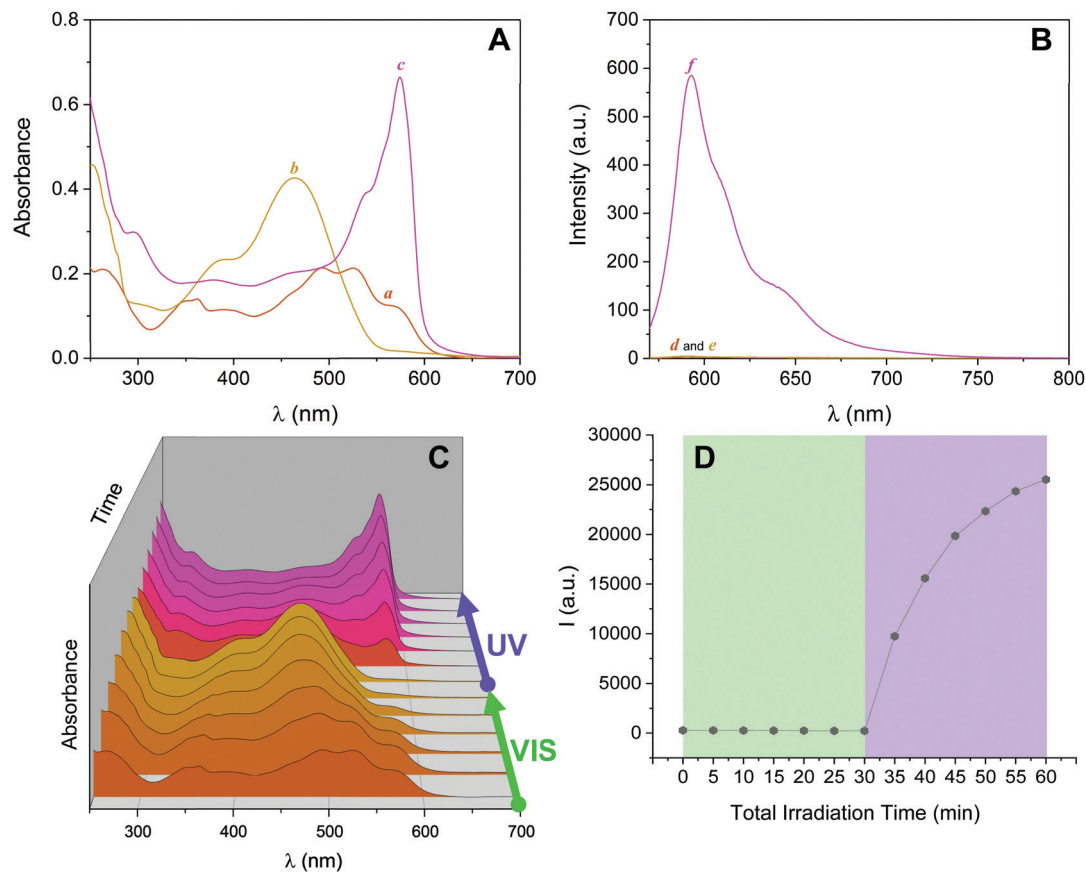 A
0.8
0.6
0.4
0.2
0.0
Absorbance
a
b
c
300 400 500 600 700
λ (nm)
B
700
600
500
400
300
200
100
0
Intensity (a.u.)
f
d and e
600 650 700 750 800
λ (nm)
C
Time
Absorbance
UV
VIS
300 400 500 600 700
λ (nm)
D
30000
25000
20000
15000
10000
5000
0
I (a.u.)
0 5 10 15 20 25 30 35 40 45 50 55 60
Total Irradiation Time (min)